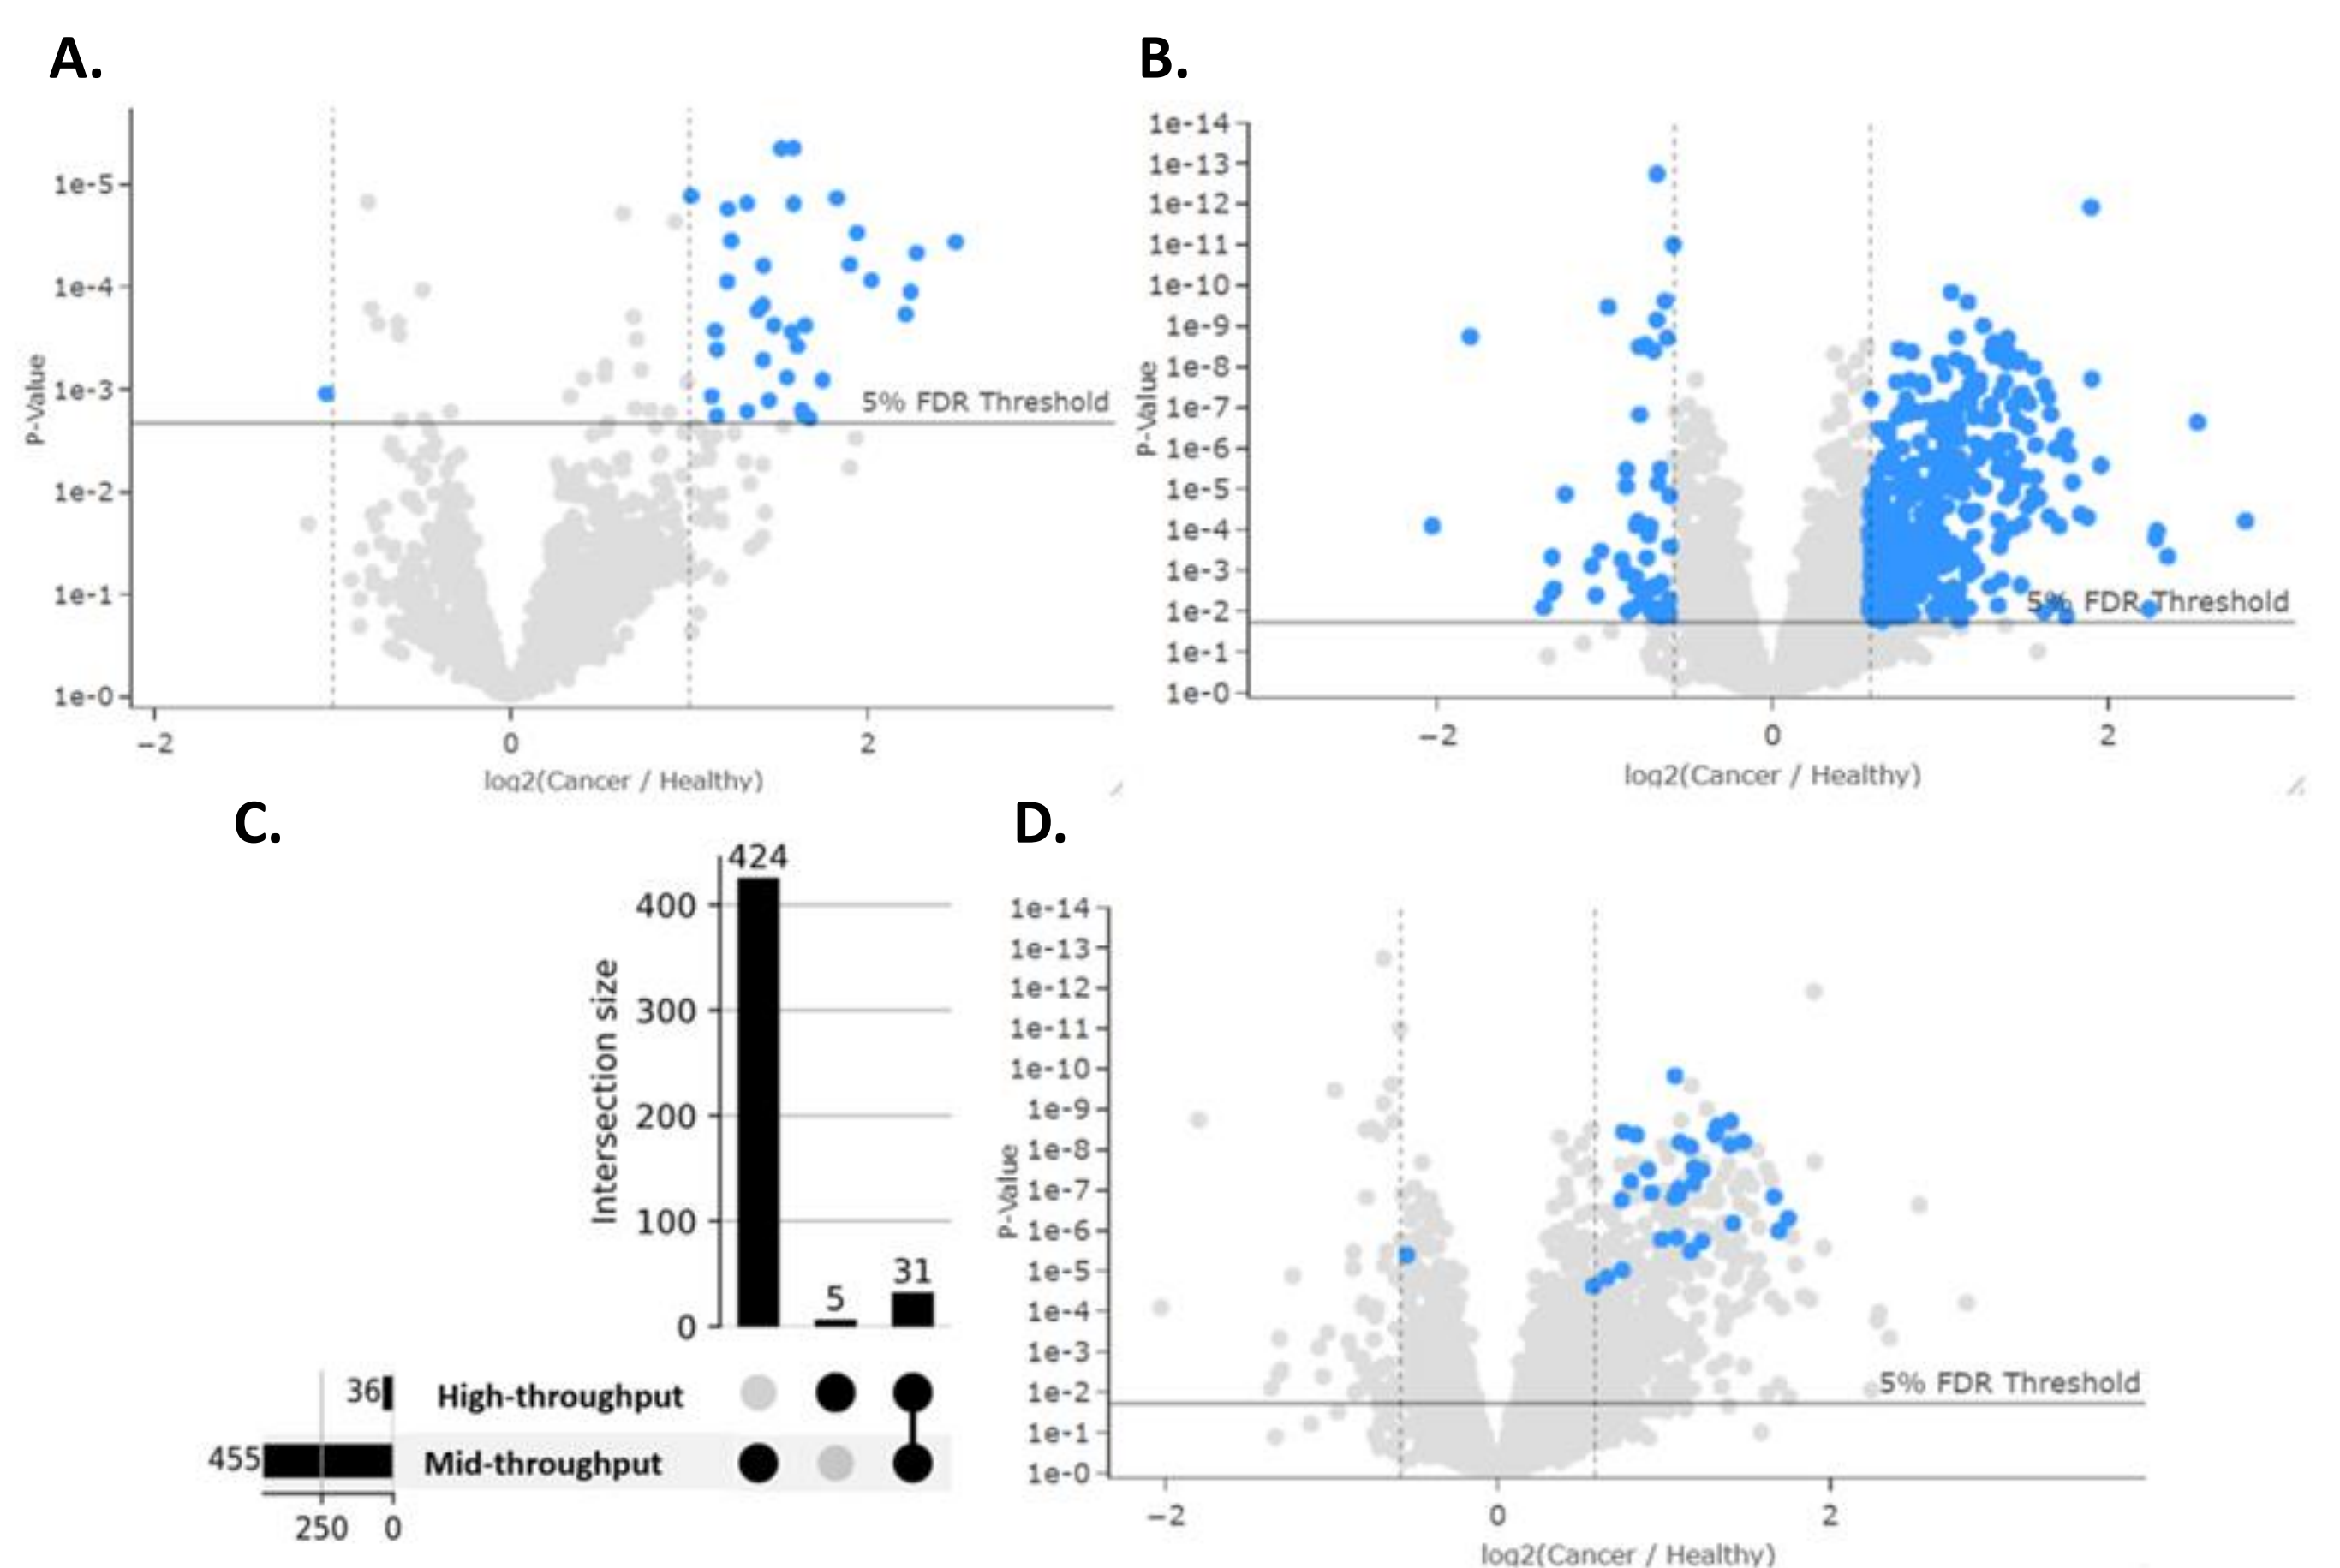 A.
1e-5
1e-4
1e-3
1e-2
1e-1
1e-0
P-Value
5% FDR Threshold
−2
0
2
log2(Cancer / Healthy)
B.
1e-14
1e-13
1e-12
1e-11
1e-10
1e-9
1e-8
1e-7
1e-6
1e-5
1e-4
1e-3
1e-2
1e-1
1e-0
P-Value
5% FDR Threshold
−2
0
2
log2(Cancer / Healthy)
C.
424
400
300
200
100
0
Intersection size
5
31
36
High-throughput
455
Mid-throughput
250
0
D.
1e-14
1e-13
1e-12
1e-11
1e-10
1e-9
1e-8
1e-7
1e-6
1e-5
1e-4
1e-3
1e-2
1e-1
1e-0
P-Value
5% FDR Threshold
−2
0
2
log2(Cancer / Healthy)